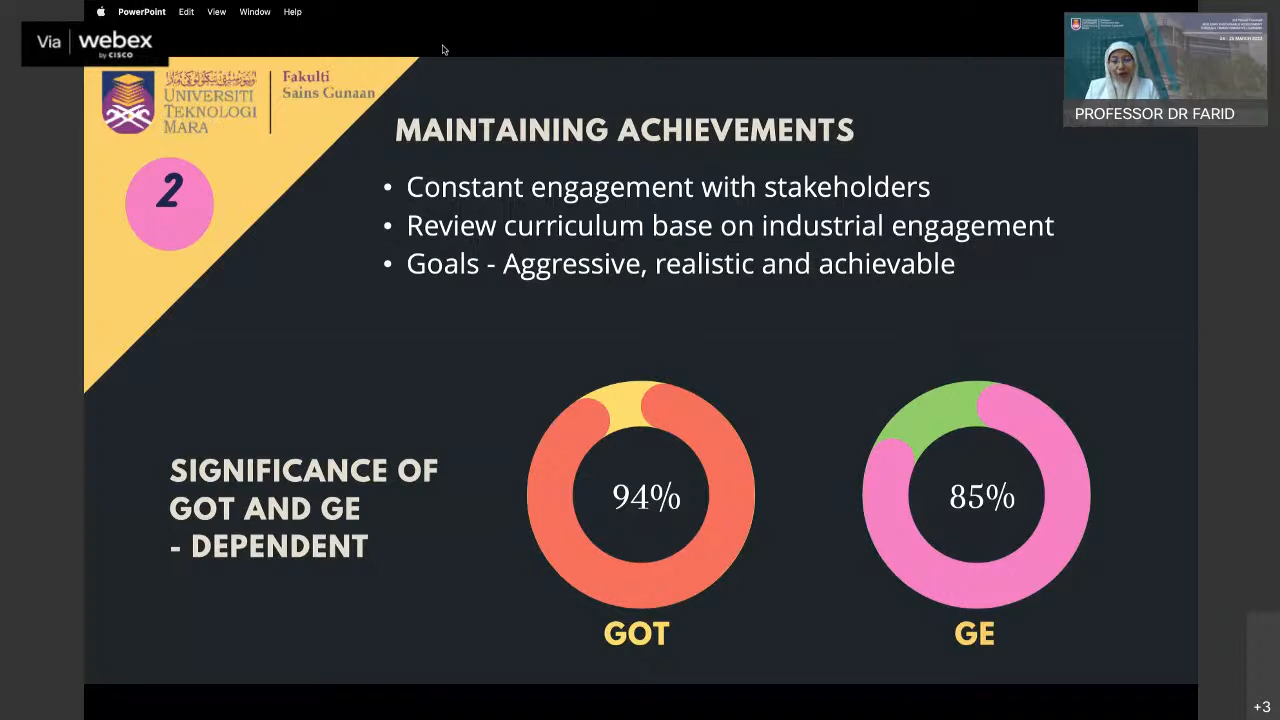 PowerPoint Edit View Window Help
Via webex
by CISCO
UNIVERSITI
TEKNOLOGI
MARA
Fakulti
Sains Gunaan
PROFESSOR DR FARID
2
MAINTAINING ACHIEVEMENTS
• Constant engagement with stakeholders
• Review curriculum base on industrial engagement
• Goals - Aggressive, realistic and achievable
SIGNIFICANCE OF
GOT AND GE
- DEPENDENT
94%
GOT
85%
GE
+3